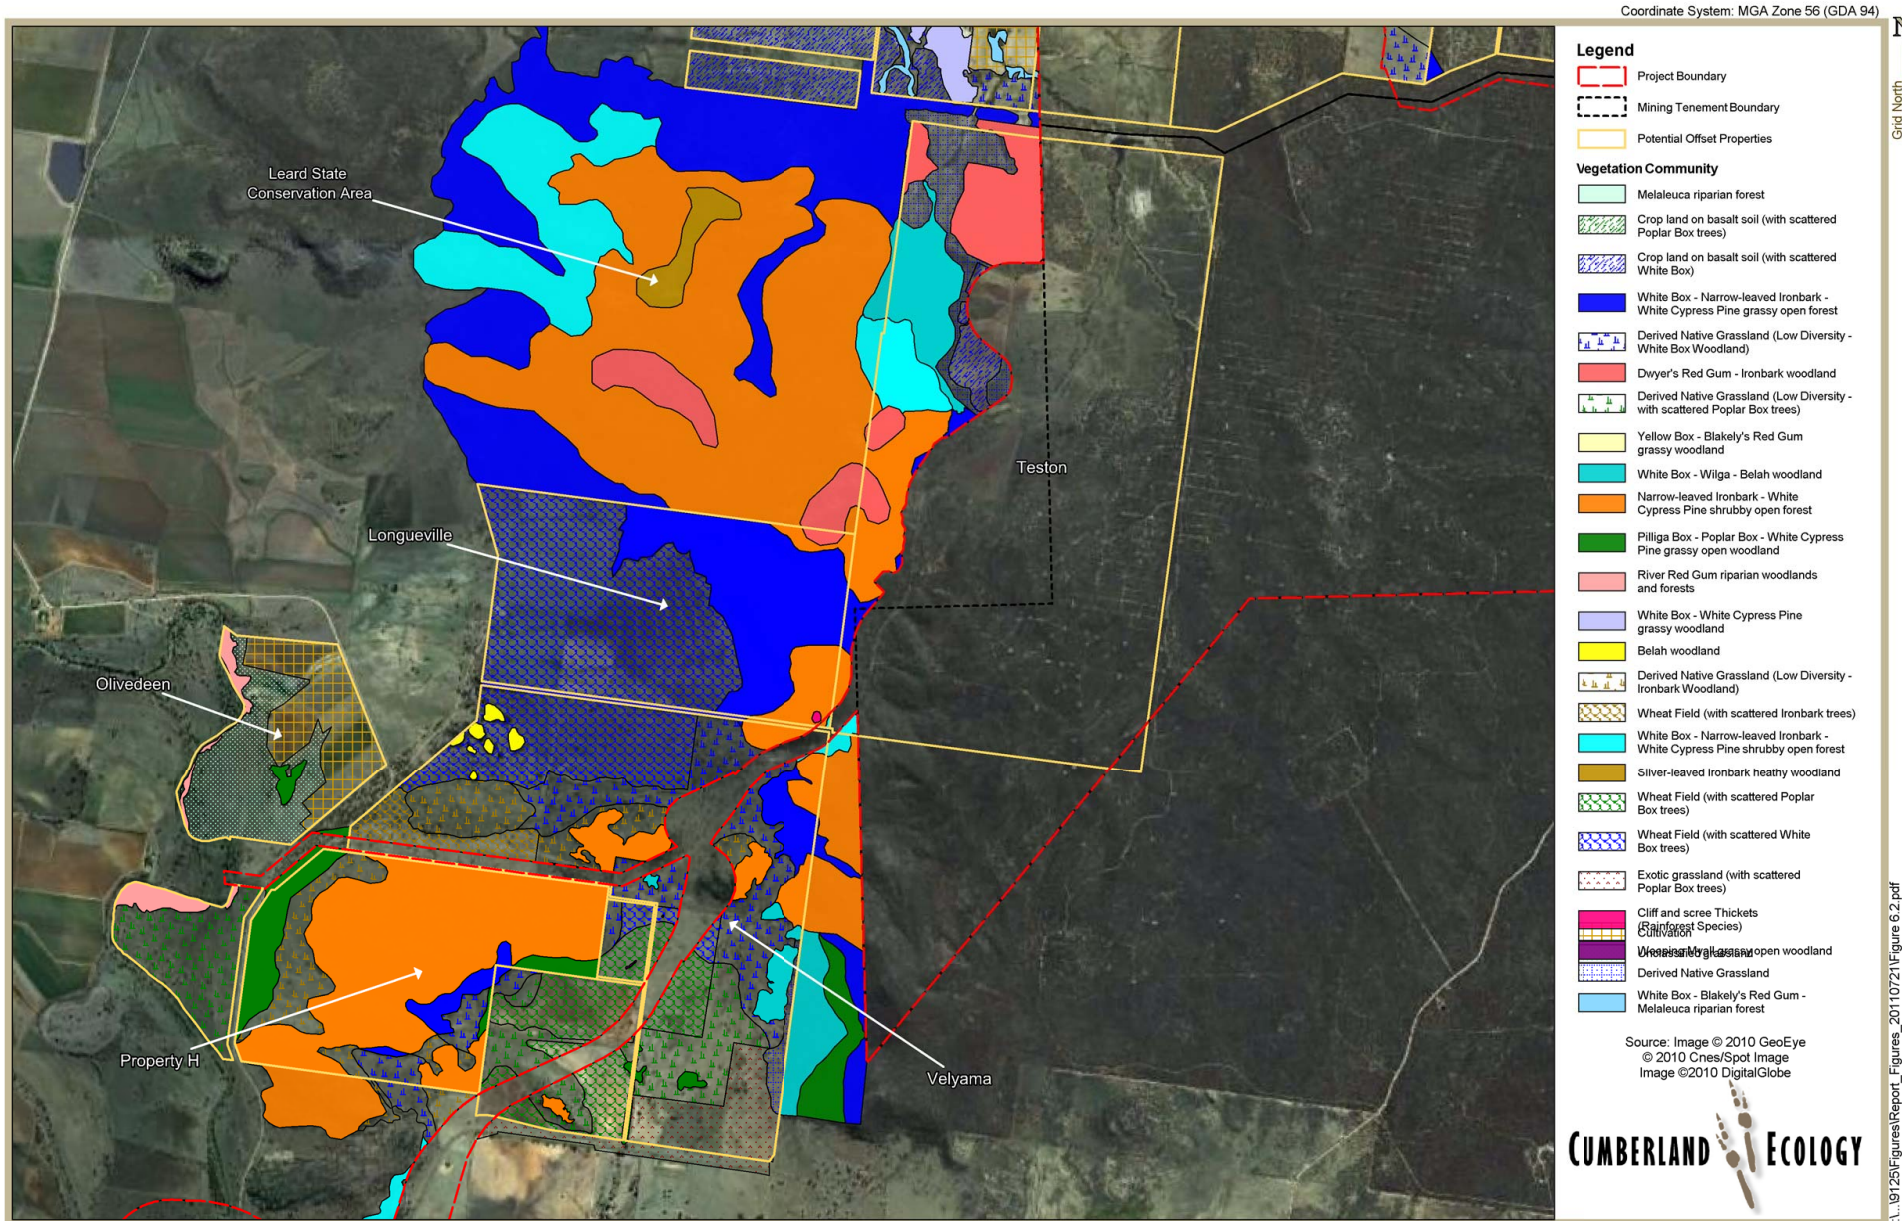 Coordinate System: MGA Zone 56 (GDA 94)
Grid North
Leard State
Conservation Area
Longueville
Teston
Olivedeen
Property H
Velyama
Legend
Project Boundary
Mining Tenement Boundary
Potential Offset Properties
Vegetation Community
Melaleuca riparian forest
Crop land on basalt soil (with scattered
Poplar Box trees)
Crop land on basalt soil (with scattered
White Box)
White Box - Narrow-leaved Ironbark -
White Cypress Pine grassy open forest
Derived Native Grassland (Low Diversity -
White Box Woodland)
Dwyer's Red Gum - Ironbark woodland
Derived Native Grassland (Low Diversity -
with scattered Poplar Box trees)
Yellow Box - Blakely's Red Gum
grassy woodland
White Box - Wilga - Belah woodland
Narrow-leaved Ironbark - White
Cypress Pine shrubby open forest
Pilliga Box - Poplar Box - White Cypress
Pine grassy open woodland
River Red Gum riparian woodlands
and forests
White Box - White Cypress Pine
grassy woodland
Belah woodland
Derived Native Grassland (Low Diversity -
Ironbark Woodland)
Wheat Field (with scattered Ironbark trees)
White Box - Narrow-leaved Ironbark -
White Cypress Pine shrubby open forest
Silver-leaved Ironbark heathy woodland
Wheat Field (with scattered Poplar
Box trees)
Wheat Field (with scattered White
Box trees)
Exotic grassland (with scattered
Poplar Box trees)
Cliff and scree Thickets
(Rainforest Species)
Cultivation
Weeping Myall grassy open woodland
Derived Native Grassland
White Box - Blakely's Red Gum -
Melaleuca riparian forest
Source: Image © 2010 GeoEye
© 2010 Cnes/Spot Image
Image ©2010 DigitalGlobe
CUMBERLAND ECOLOGY
\9125\Figures\Report_Figures_20110721\Figure 6.2.pdf